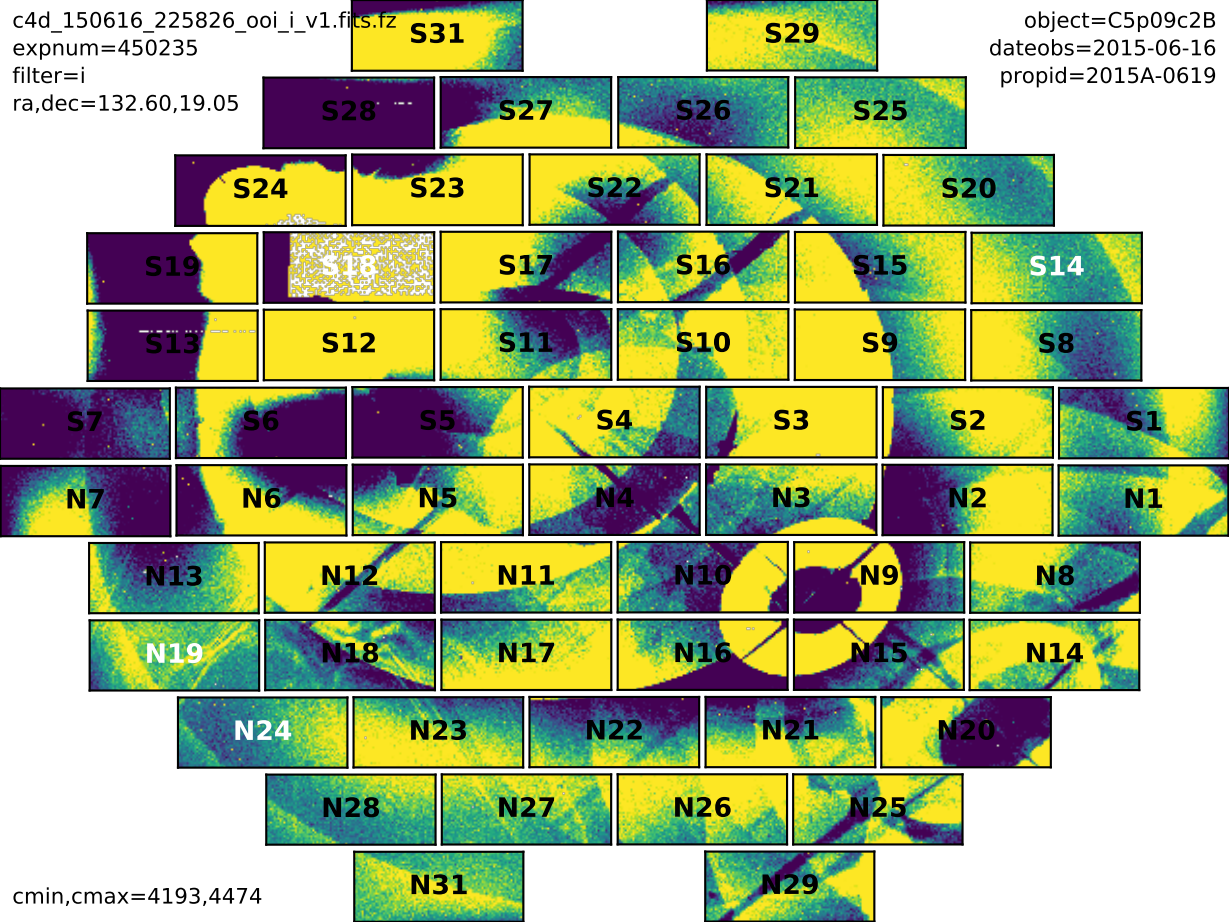 c4d_150616_225826_ooi_i_v1.fits.fz
expnum=450235
filter=i
ra,dec=132.60,19.05
object=C5p09c2B
dateobs=2015-06-16
propid=2015A-0619
S31 S29
S28 S27 S26 S25
S24 S23 S22 S21 S20
S19 S18 S17 S16 S15 S14
S13 S12 S11 S10 S9 S8
S7 S6 S5 S4 S3 S2 S1
N7 N6 N5 N4 N3 N2 N1
N13 N12 N11 N10 N9 N8
N19 N18 N17 N16 N15 N14
N24 N23 N22 N21 N20
N28 N27 N26 N25
N31 N29
cmin,cmax=4193,4474